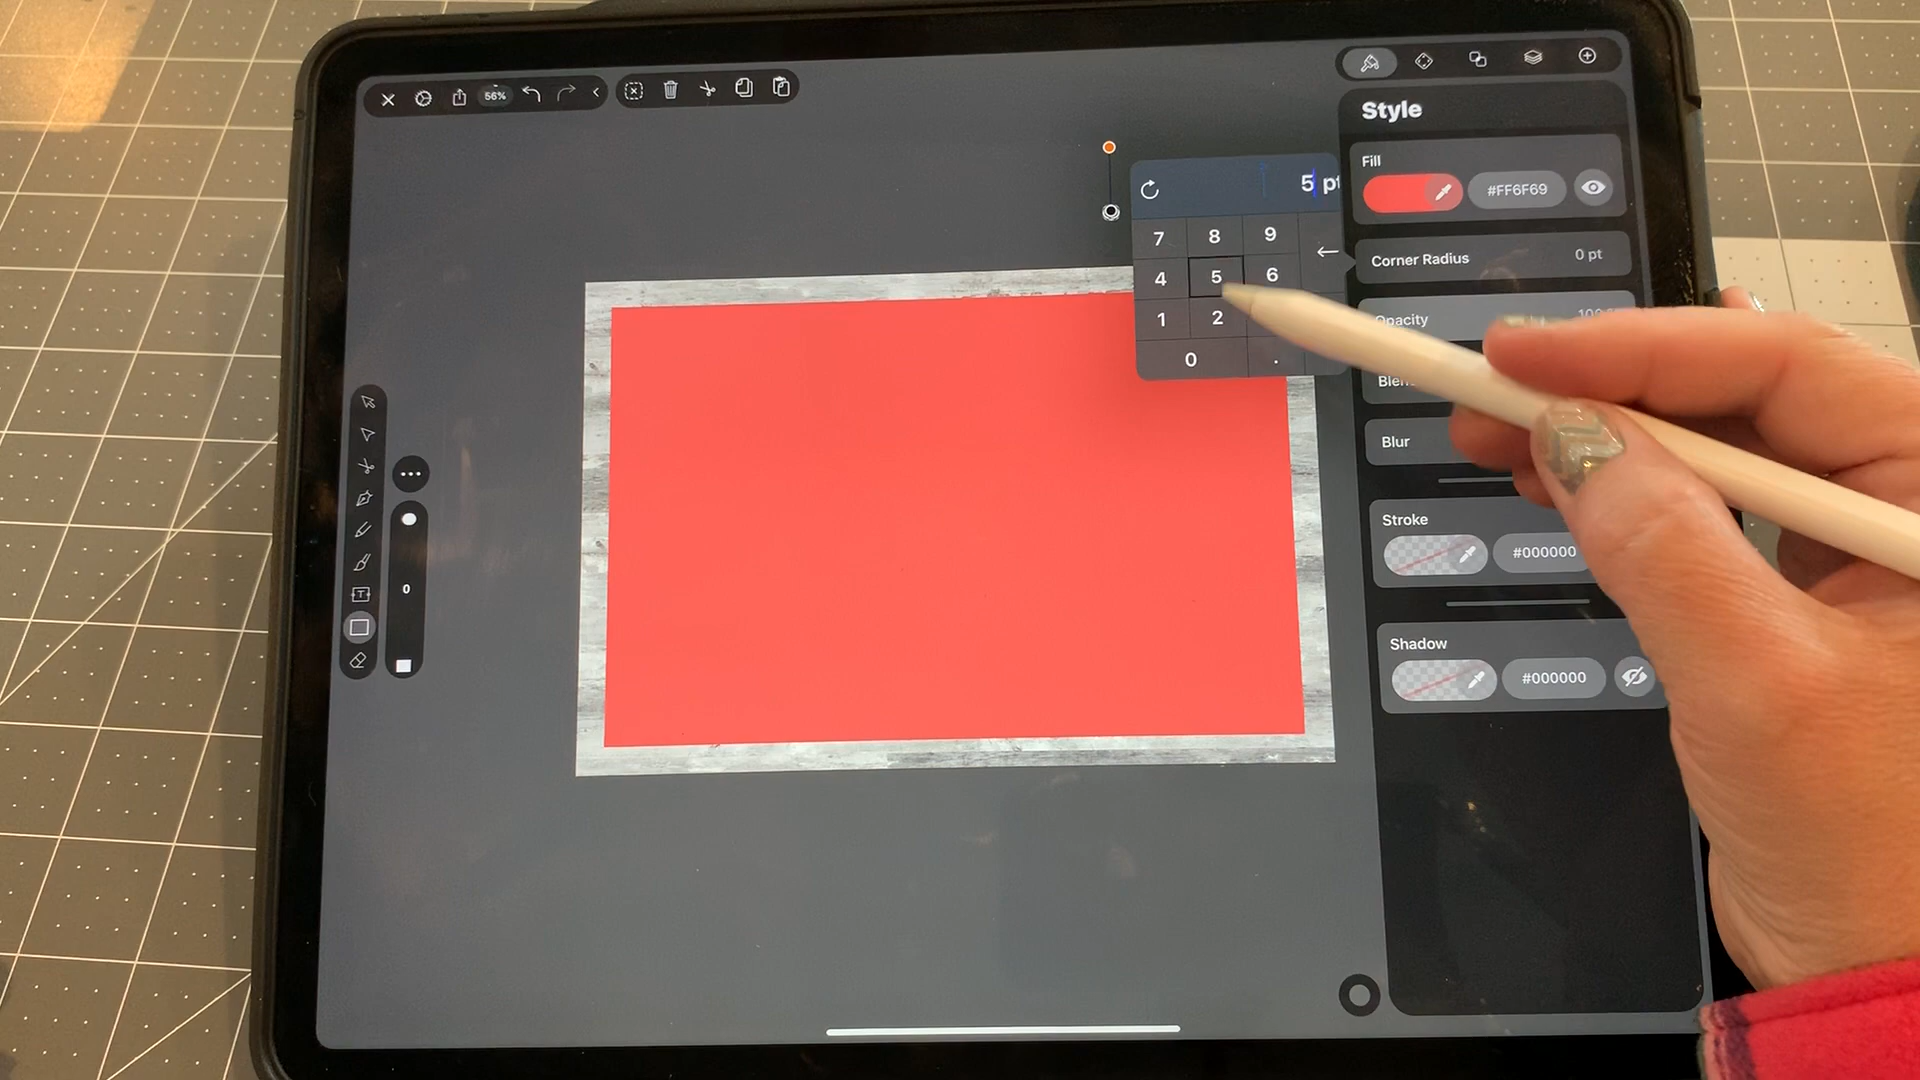 56%
Style
Fill
#FF6F69
5 pt
7 8 9
4 5 6
1 2
0 .
Corner Radius 0 pt
Opacity
Blur
Stroke
#000000
Shadow
#000000
T
0